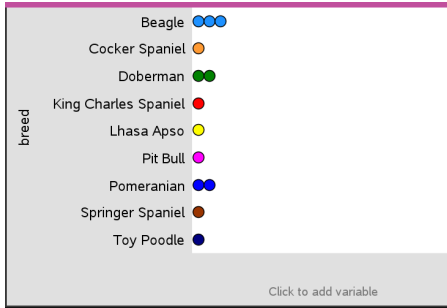 Beagle
Cocker Spaniel
Doberman
King Charles Spaniel
Lhasa Apso
Pit Bull
Pomeranian
Springer Spaniel
Toy Poodle
breed
Click to add variable